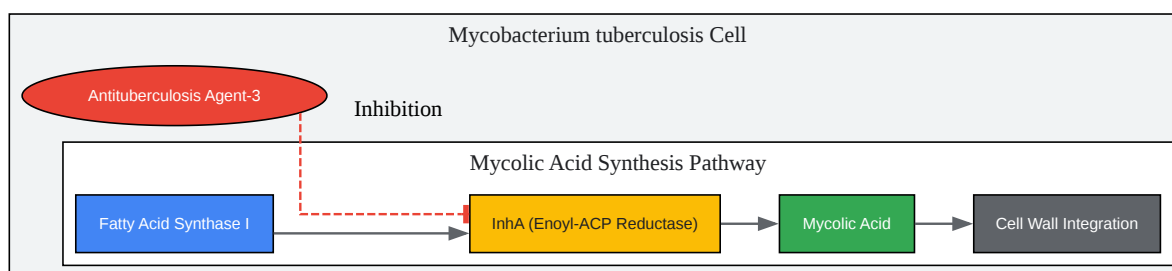 Mycobacterium tuberculosis Cell
Antituberculosis Agent-3
Inhibition
Mycolic Acid Synthesis Pathway
Fatty Acid Synthase I
InhA (Enoyl-ACP Reductase)
Mycolic Acid
Cell Wall Integration